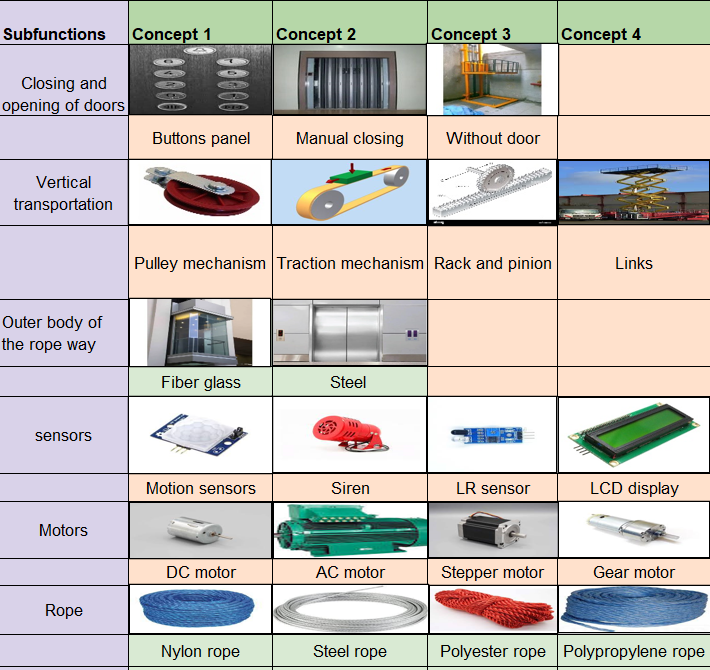 Subfunctions Concept 1 Concept 2 Concept 3 Concept 4
Closing and
opening of doors
Buttons panel Manual closing Without door
Vertical
transportation
Pulley mechanism Traction mechanism Rack and pinion Links
Outer body of
the rope way
Fiber glass Steel
sensors
Motion sensors Siren LR sensor LCD display
Motors
DC motor AC motor Stepper motor Gear motor
Rope
Nylon rope Steel rope Polyester rope Polypropylene rope